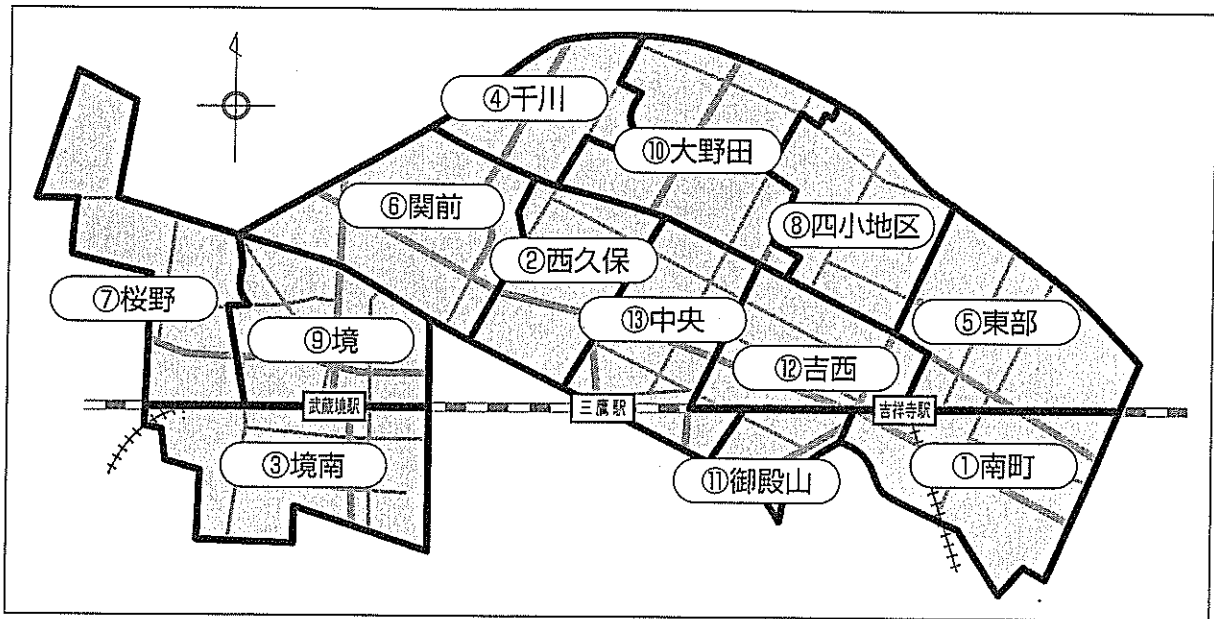 ④千川
⑩大野田
⑥関前
⑧四小地区
②西久保
⑦桜野
⑬中央
⑤東部
⑨境
⑫吉西
武蔵境駅
三鷹駅
吉祥寺駅
③境南
⑪御殿山
①南町